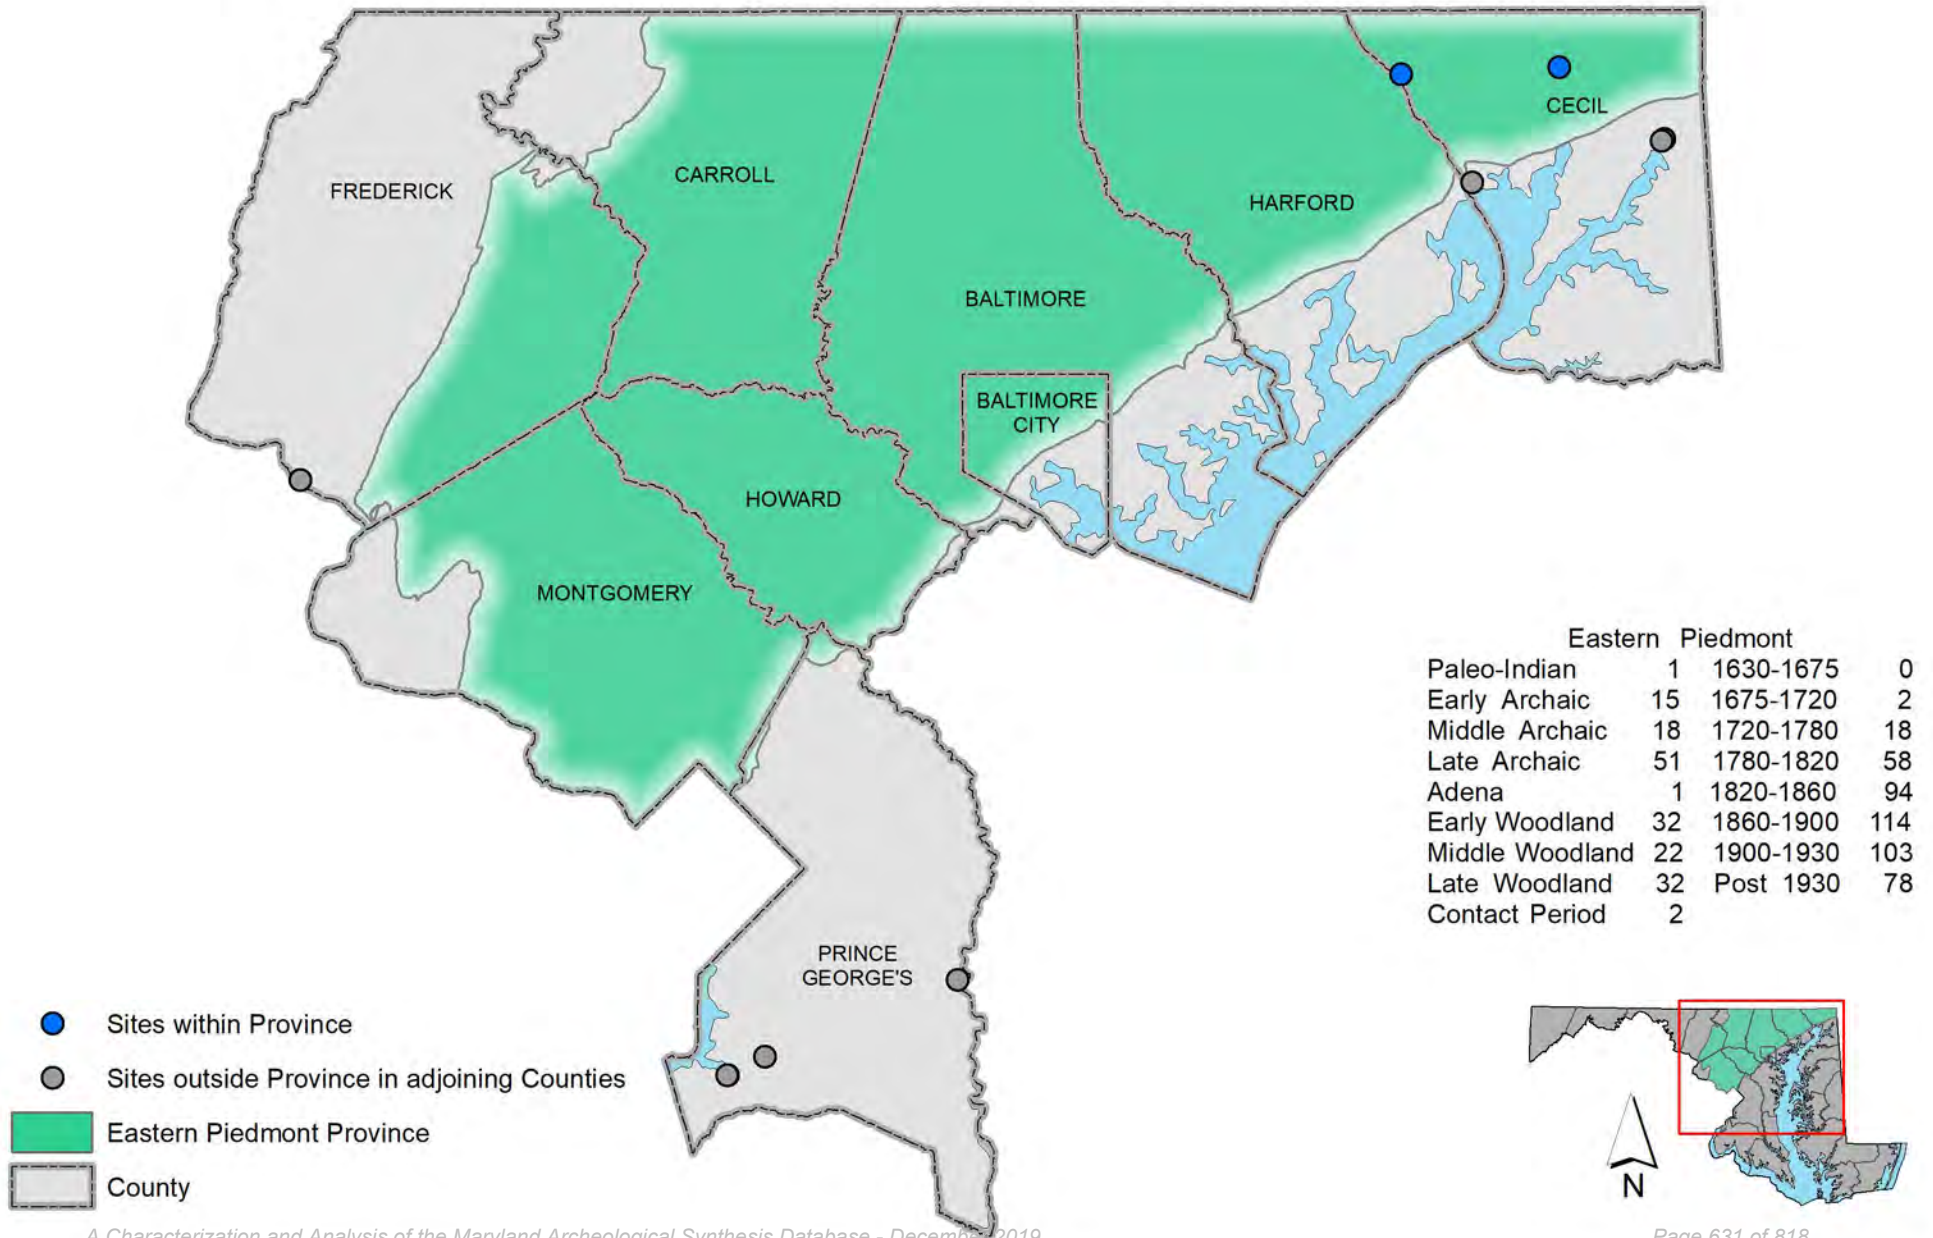 CECIL
CARROLL
FREDERICK
HARFORD
BALTIMORE
BALTIMORE
CITY
HOWARD
MONTGOMERY
PRINCE
GEORGE'S
Eastern Piedmont
Paleo-Indian 1 1630-1675 0
Early Archaic 15 1675-1720 2
Middle Archaic 18 1720-1780 18
Late Archaic 51 1780-1820 58
Adena 1 1820-1860 94
Early Woodland 32 1860-1900 114
Middle Woodland 22 1900-1930 103
Late Woodland 32 Post 1930 78
Contact Period 2
Sites within Province
Sites outside Province in adjoining Counties
Eastern Piedmont Province
County
N
A Characterization and Analysis of the Maryland Archeological Synthesis Database - December 2019
Page 631 of 818